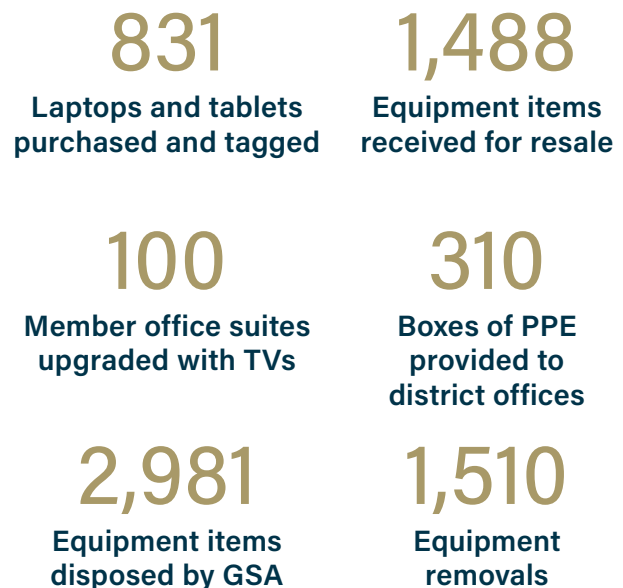 831
Laptops and tablets
purchased and tagged
1,488
Equipment items
received for resale
100
Member office suites
upgraded with TVs
310
Boxes of PPE
provided to
district offices
2,981
Equipment items
disposed by GSA
1,510
Equipment
removals